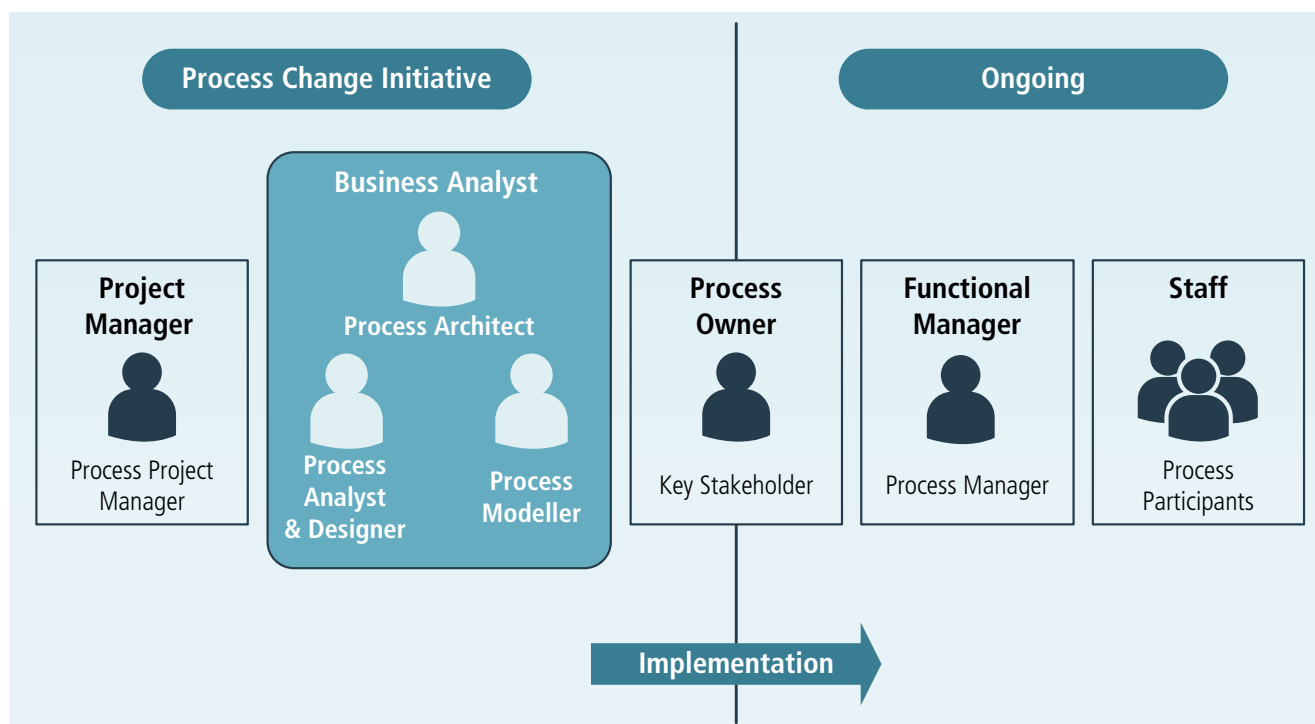 Process Change Initiative
Ongoing
Business Analyst
Process Architect
Process
Analyst
& Designer
Process
Modeller
Project
Manager
Process Project
Manager
Process
Owner
Key Stakeholder
Functional
Manager
Process Manager
Staff
Process
Participants
Implementation